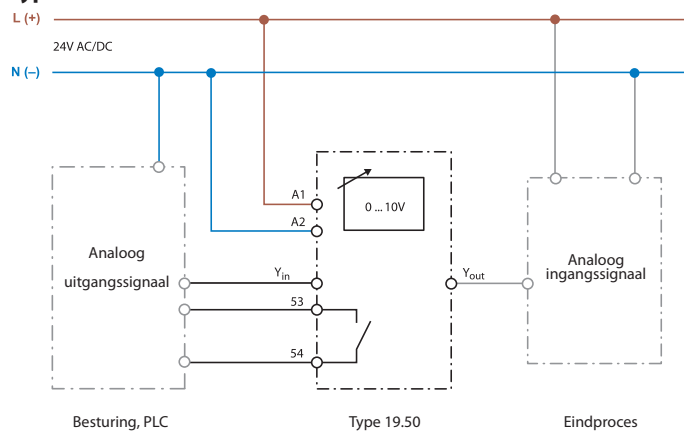 L (+)
24V AC/DC
N (–)
A1
0 ... 10V
A2
Analoog
uitgangssignaal
Yin
Yout
Analoog
ingangssignaal
53
54
Besturing, PLC
Type 19.50
Eindproces